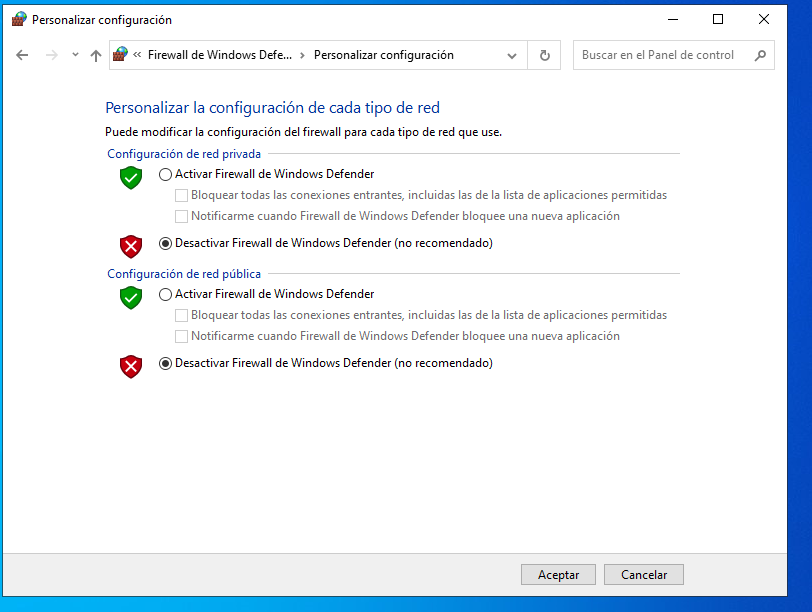 Personalizar configuración
« Firewall de Windows Defe... › Personalizar configuración
Buscar en el Panel de control
Personalizar la configuración de cada tipo de red
Puede modificar la configuración del firewall para cada tipo de red que use.
Configuración de red privada
Activar Firewall de Windows Defender
Bloquear todas las conexiones entrantes, incluidas las de la lista de aplicaciones permitidas
Notificarme cuando Firewall de Windows Defender bloquee una nueva aplicación
Desactivar Firewall de Windows Defender (no recomendado)
Configuración de red pública
Activar Firewall de Windows Defender
Bloquear todas las conexiones entrantes, incluidas las de la lista de aplicaciones permitidas
Notificarme cuando Firewall de Windows Defender bloquee una nueva aplicación
Desactivar Firewall de Windows Defender (no recomendado)
Aceptar
Cancelar